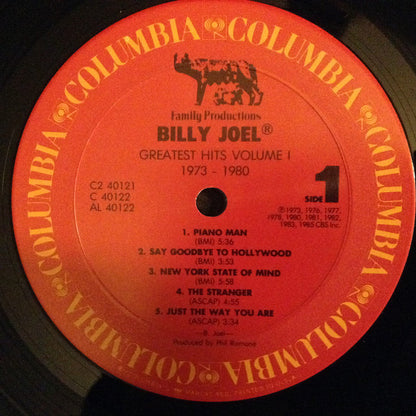 COLUMBIA COLUMBIA COLUMBIA COLUMBIA COLUMBIA COLUMBIA
Family Productions
BILLY JOEL®
GREATEST HITS VOLUME I
1973 - 1980
C2 40121
C 40122
AL 40122
SIDE 1
℗1973, 1976, 1977,
1978, 1980, 1981, 1982,
1983, 1985 CBS Inc.
1. PIANO MAN
(BMI) 5:36
2. SAY GOODBYE TO HOLLYWOOD
(BMI) 3:53
3. NEW YORK STATE OF MIND
(BMI) 5:58
4. THE STRANGER
(ASCAP) 4:55
5. JUST THE WAY YOU ARE
(ASCAP) 3:34
—B. Joel—
Produced by Phil Ramone